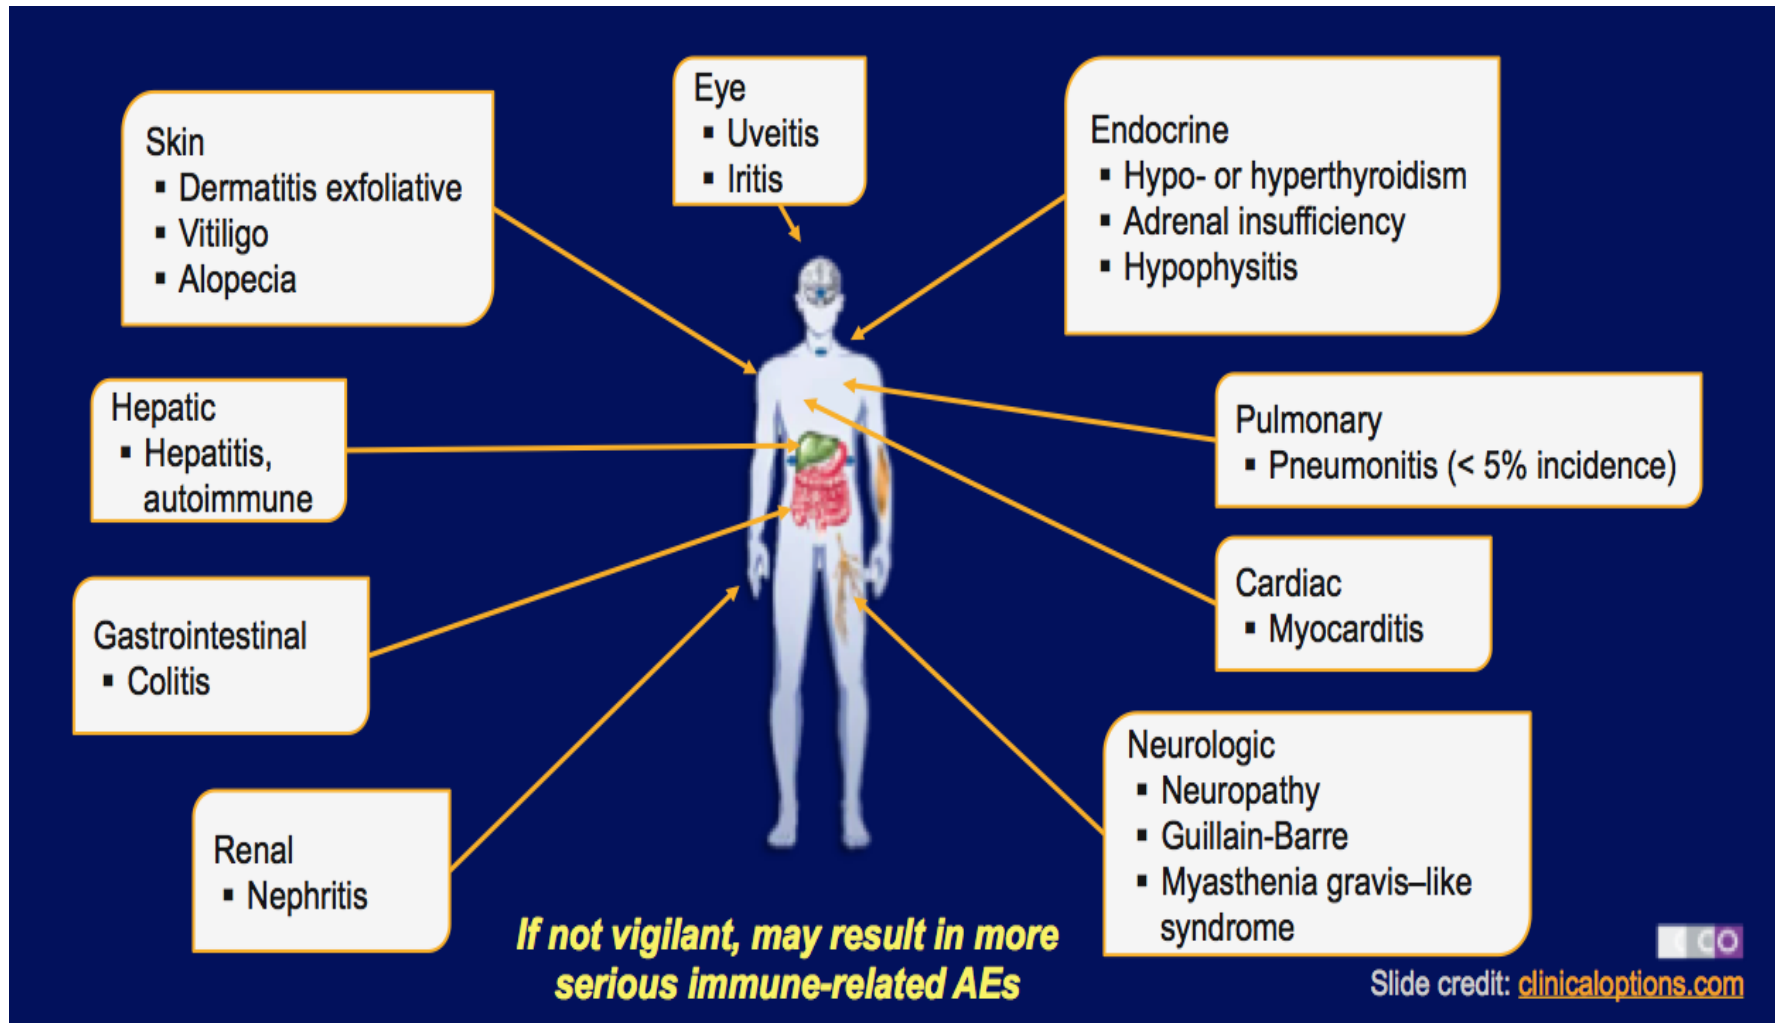 Eye
▪ Uveitis
▪ Iritis
Skin
▪ Dermatitis exfoliative
▪ Vitiligo
▪ Alopecia
Endocrine
▪ Hypo- or hyperthyroidism
▪ Adrenal insufficiency
▪ Hypophysitis
Hepatic
▪ Hepatitis,
autoimmune
Pulmonary
▪ Pneumonitis (< 5% incidence)
Gastrointestinal
▪ Colitis
Cardiac
▪ Myocarditis
Renal
▪ Nephritis
Neurologic
▪ Neuropathy
▪ Guillain-Barre
▪ Myasthenia gravis–like
syndrome
If not vigilant, may result in more
serious immune-related AEs
CCO
Slide credit: clinicaloptions.com